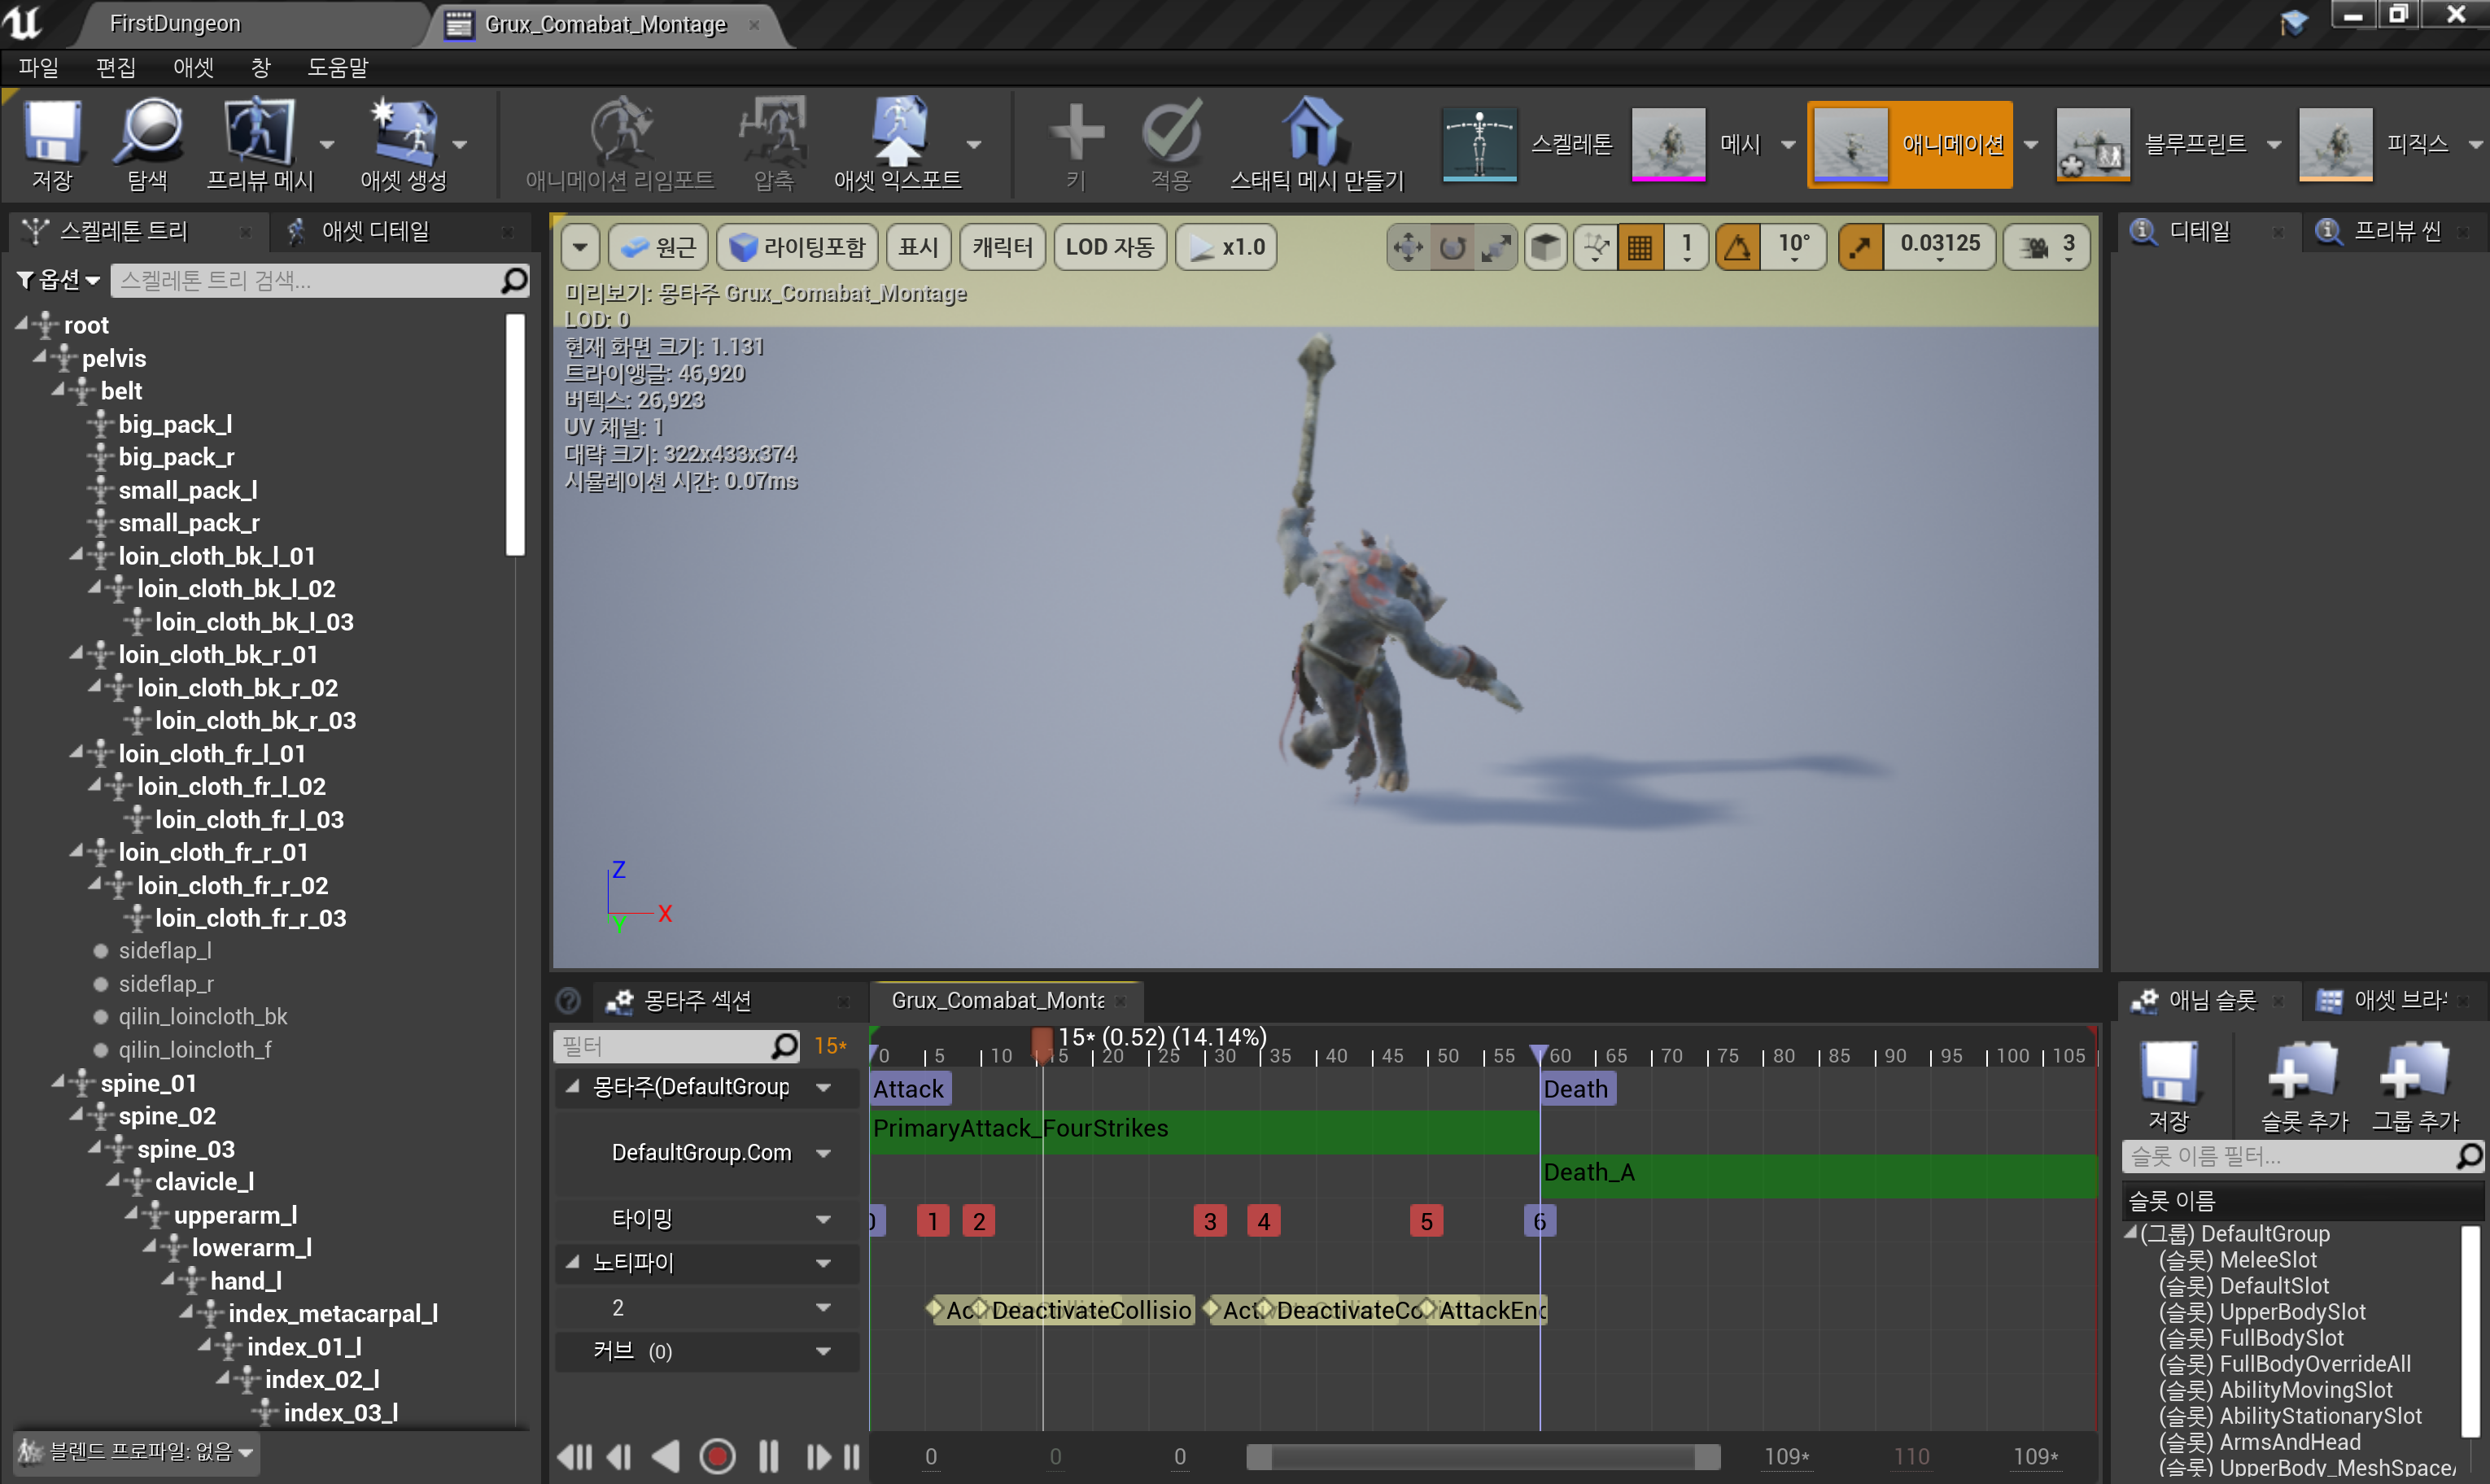 FirstDungeon
Grux_Comabat_Montage
파일 편집 애셋 창 도움말
저장 탐색 프리뷰 메시 애셋 생성 애니메이션 리임포트 압축 애셋 익스포트 키 적용 스태틱 메시 만들기 스켈레톤 메시 애니메이션 블루프린트 피직스
스켈레톤 트리 애셋 디테일
옵션 스켈레톤 트리 검색...
root
pelvis
belt
big_pack_l
big_pack_r
small_pack_l
small_pack_r
loin_cloth_bk_l_01
loin_cloth_bk_l_02
loin_cloth_bk_l_03
loin_cloth_bk_r_01
loin_cloth_bk_r_02
loin_cloth_bk_r_03
loin_cloth_fr_l_01
loin_cloth_fr_l_02
loin_cloth_fr_l_03
loin_cloth_fr_r_01
loin_cloth_fr_r_02
loin_cloth_fr_r_03
sideflap_l
sideflap_r
qilin_loincloth_bk
qilin_loincloth_f
spine_01
spine_02
spine_03
clavicle_l
upperarm_l
lowerarm_l
hand_l
index_metacarpal_l
index_01_l
index_02_l
index_03_l
블렌드 프로파일: 없음
원근 라이팅포함 표시 캐릭터 LOD 자동 x1.0 1 10° 0.03125 3
미리보기: 몽타주 Grux_Comabat_Montage
LOD: 0
현재 화면 크기: 1.131
트라이앵글: 46,920
버텍스: 26,923
UV 채널: 1
대략 크기: 322x433x374
시뮬레이션 시간: 0.07ms
Z
X
Y
몽타주 섹션 Grux_Comabat_Monta
필터 15*
15* (0.52) (14.14%)
0 5 10 15 20 25 30 35 40 45 50 55 60 65 70 75 80 85 90 95 100 105
몽타주(DefaultGroup Attack Death
PrimaryAttack_FourStrikes
DefaultGroup.Com
Death_A
타이밍 0 1 2 3 4 5 6
노티파이
2 Ac DeactivateCollisio Acti DeactivateCo AttackEnd
커브 (0)
0 0 0 109* 110 109*
디테일 프리뷰 씬
애님 슬롯 애셋 브라우
저장 슬롯 추가 그룹 추가
슬롯 이름 필터...
슬롯 이름
(그룹) DefaultGroup
(슬롯) MeleeSlot
(슬롯) DefaultSlot
(슬롯) UpperBodySlot
(슬롯) FullBodySlot
(슬롯) FullBodyOverrideAll
(슬롯) AbilityMovingSlot
(슬롯) AbilityStationarySlot
(슬롯) ArmsAndHead
(슬롯) UpperBody_MeshSpaceA